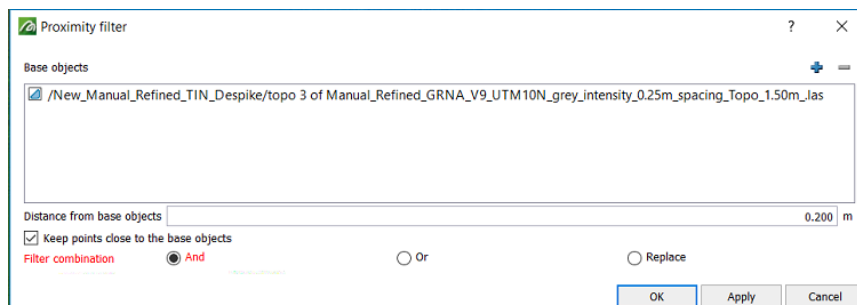 Proximity filter
Base objects
/New_Manual_Refined_TIN_Despike/topo 3 of Manual_Refined_GRNA_V9_UTM10N_grey_intensity_0.25m_spacing_Topo_1.50m_.las
Distance from base objects 0.200 m
Keep points close to the base objects
Filter combination And Or Replace
OK Apply Cancel